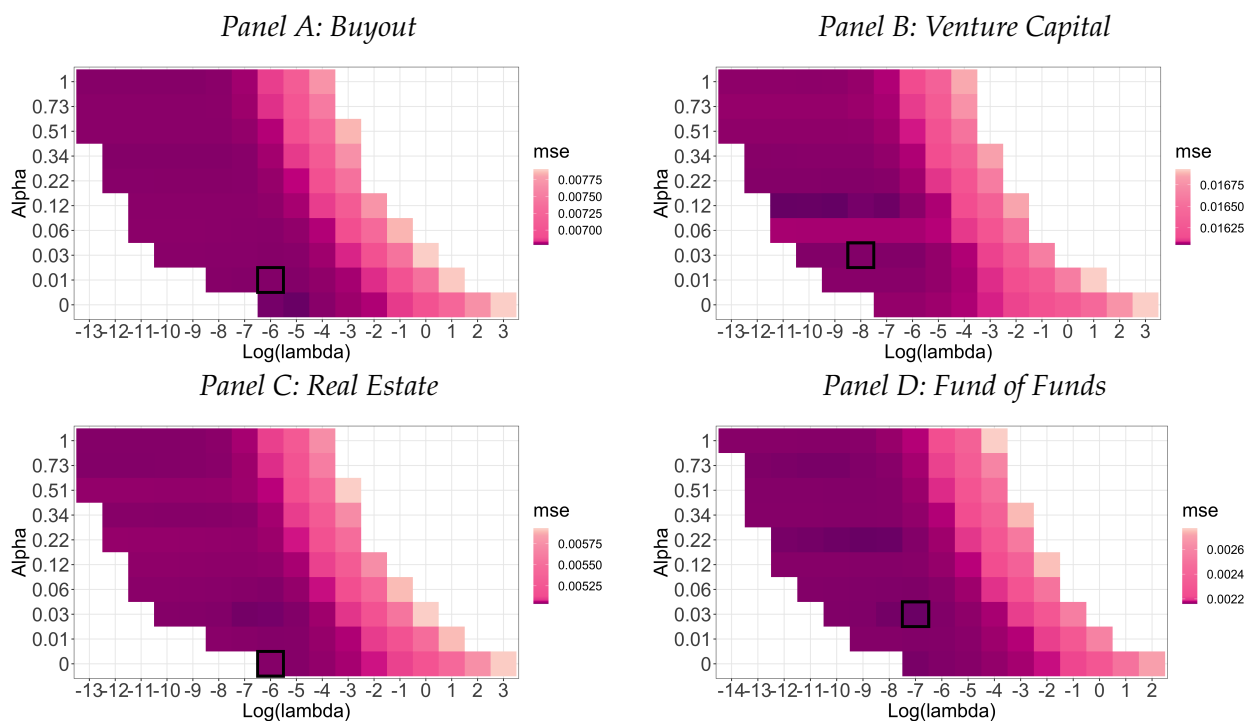 Panel A: Buyout
Alpha
1
0.73
0.51
0.34
0.22
0.12
0.06
0.03
0.01
0
-13 -12 -11 -10 -9 -8 -7 -6 -5 -4 -3 -2 -1 0 1 2 3
Log(lambda)
mse
0.00775
0.00750
0.00725
0.00700
Panel B: Venture Capital
Alpha
1
0.73
0.51
0.34
0.22
0.12
0.06
0.03
0.01
0
-13 -12 -11 -10 -9 -8 -7 -6 -5 -4 -3 -2 -1 0 1 2 3
Log(lambda)
mse
0.01675
0.01650
0.01625
Panel C: Real Estate
Alpha
1
0.73
0.51
0.34
0.22
0.12
0.06
0.03
0.01
0
-13 -12 -11 -10 -9 -8 -7 -6 -5 -4 -3 -2 -1 0 1 2 3
Log(lambda)
mse
0.00575
0.00550
0.00525
Panel D: Fund of Funds
Alpha
1
0.73
0.51
0.34
0.22
0.12
0.06
0.03
0.01
0
-14 -13 -12 -11 -10 -9 -8 -7 -6 -5 -4 -3 -2 -1 0 1 2
Log(lambda)
mse
0.0026
0.0024
0.0022